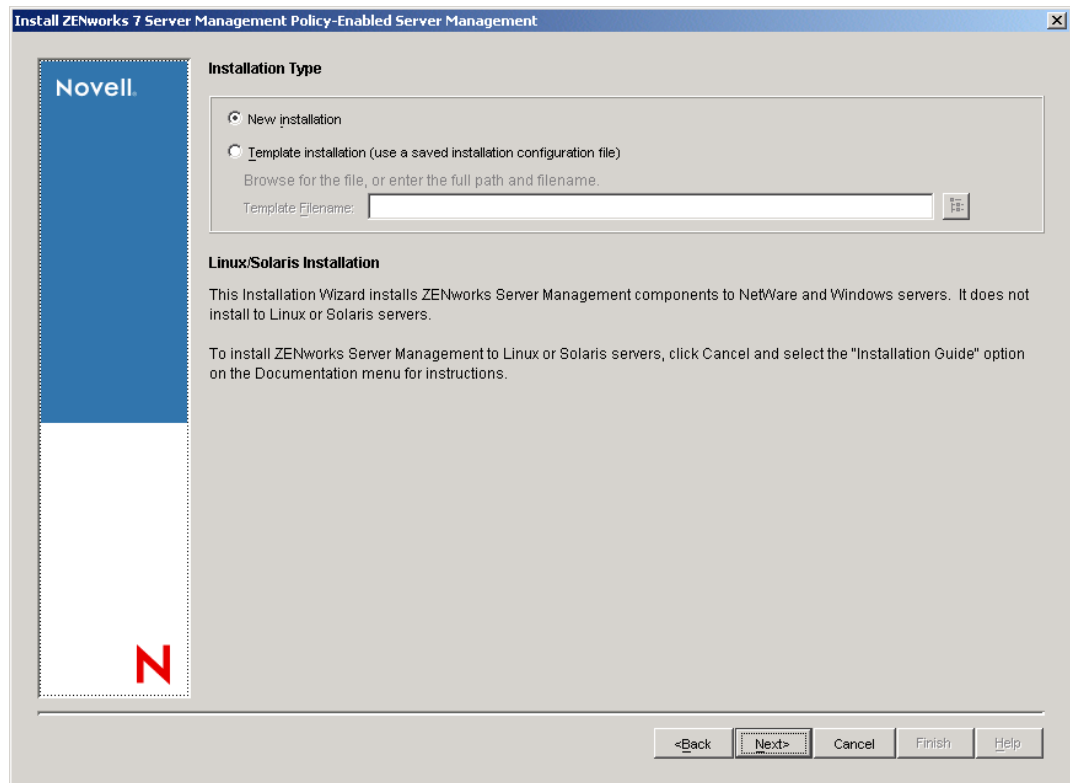 Install ZENworks 7 Server Management Policy-Enabled Server Management
Novell.
Installation Type
New installation
Template installation (use a saved installation configuration file)
Browse for the file, or enter the full path and filename.
Template Filename:
Linux/Solaris Installation
This Installation Wizard installs ZENworks Server Management components to NetWare and Windows servers. It does not
install to Linux or Solaris servers.
To install ZENworks Server Management to Linux or Solaris servers, click Cancel and select the "Installation Guide" option
on the Documentation menu for instructions.
N
<Back Next> Cancel Finish Help